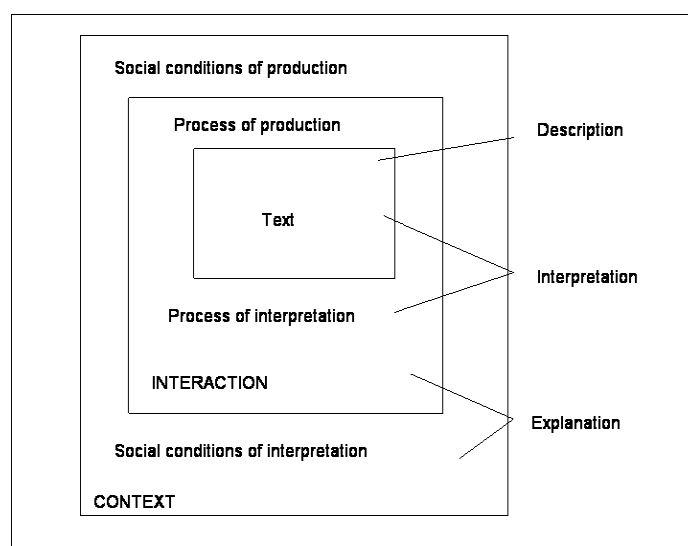 Social conditions of production
Process of production
Description
Text
Interpretation
Process of interpretation
INTERACTION
Explanation
Social conditions of interpretation
CONTEXT